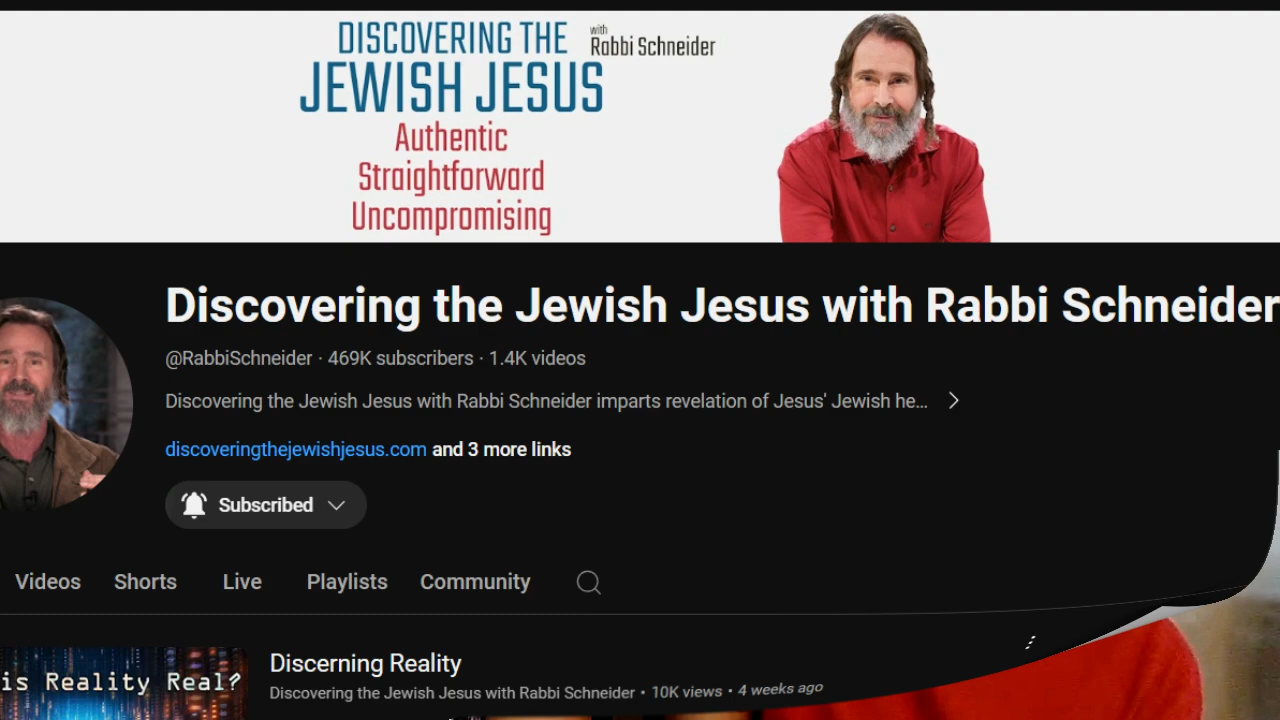 DISCOVERING THE
with
Rabbi Schneider
JEWISH JESUS
Authentic
Straightforward
Uncompromising
Discovering the Jewish Jesus with Rabbi Schneider
@RabbiSchneider · 469K subscribers · 1.4K videos
Discovering the Jewish Jesus with Rabbi Schneider imparts revelation of Jesus' Jewish he...
discoveringthejewishjesus.com and 3 more links
Subscribed
Videos Shorts Live Playlists Community
is Reality Real?
Discerning Reality
Discovering the Jewish Jesus with Rabbi Schneider • 10K views • 4 weeks ago